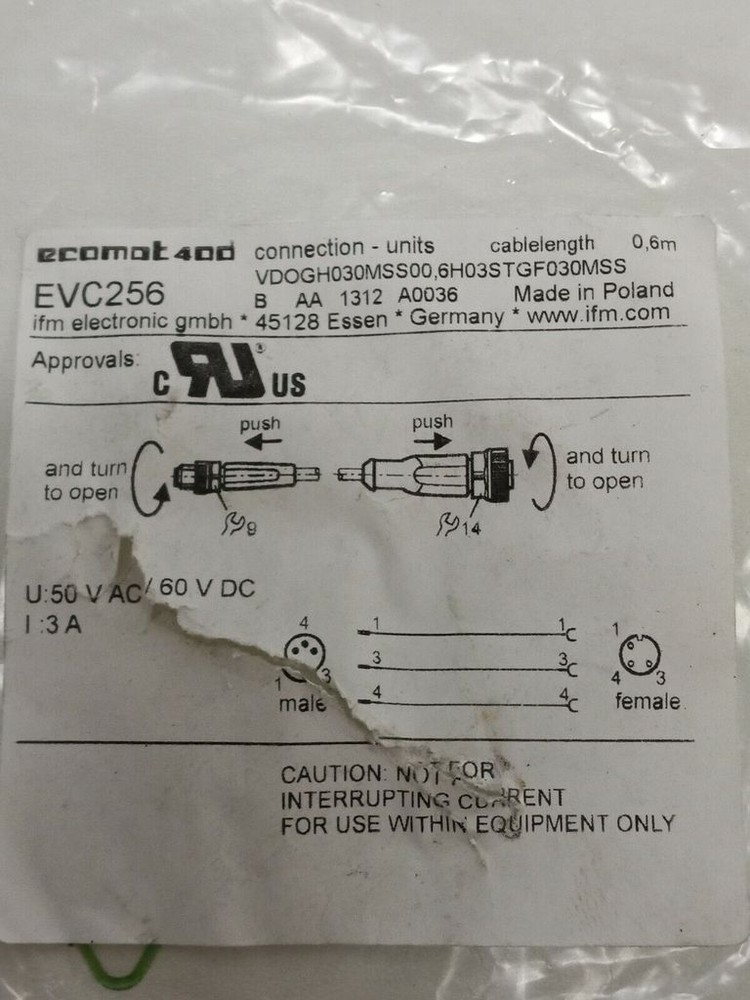 ecomat 400 connection - units cablelength 0,6m
VDOGH030MSS00,6H03STGF030MSS
EVC256 B AA 1312 A0036 Made in Poland
ifm electronic gmbh * 45128 Essen * Germany * www.ifm.com
Approvals: C RU ® US
push push
and turn to open and turn to open
9 14
U:50 V AC/ 60 V DC
I :3 A
4 1 1 1
3 3
1 3 4 4 4 3
male female
CAUTION: NOT FOR
INTERRUPTING CURRENT
FOR USE WITHIN EQUIPMENT ONLY